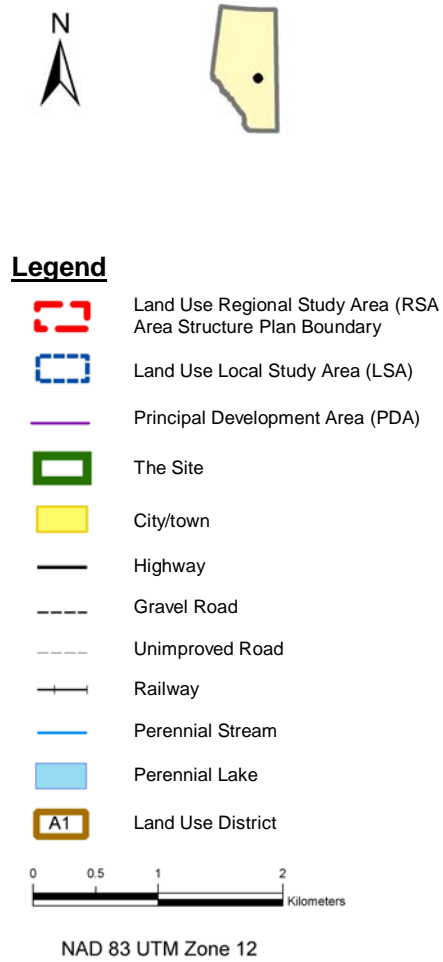 N
Legend
Land Use Regional Study Area (RSA
Area Structure Plan Boundary
Land Use Local Study Area (LSA)
Principal Development Area (PDA)
The Site
City/town
Highway
Gravel Road
Unimproved Road
Railway
Perennial Stream
Perennial Lake
A1 Land Use District
0 0.5 1 2
Kilometers
NAD 83 UTM Zone 12